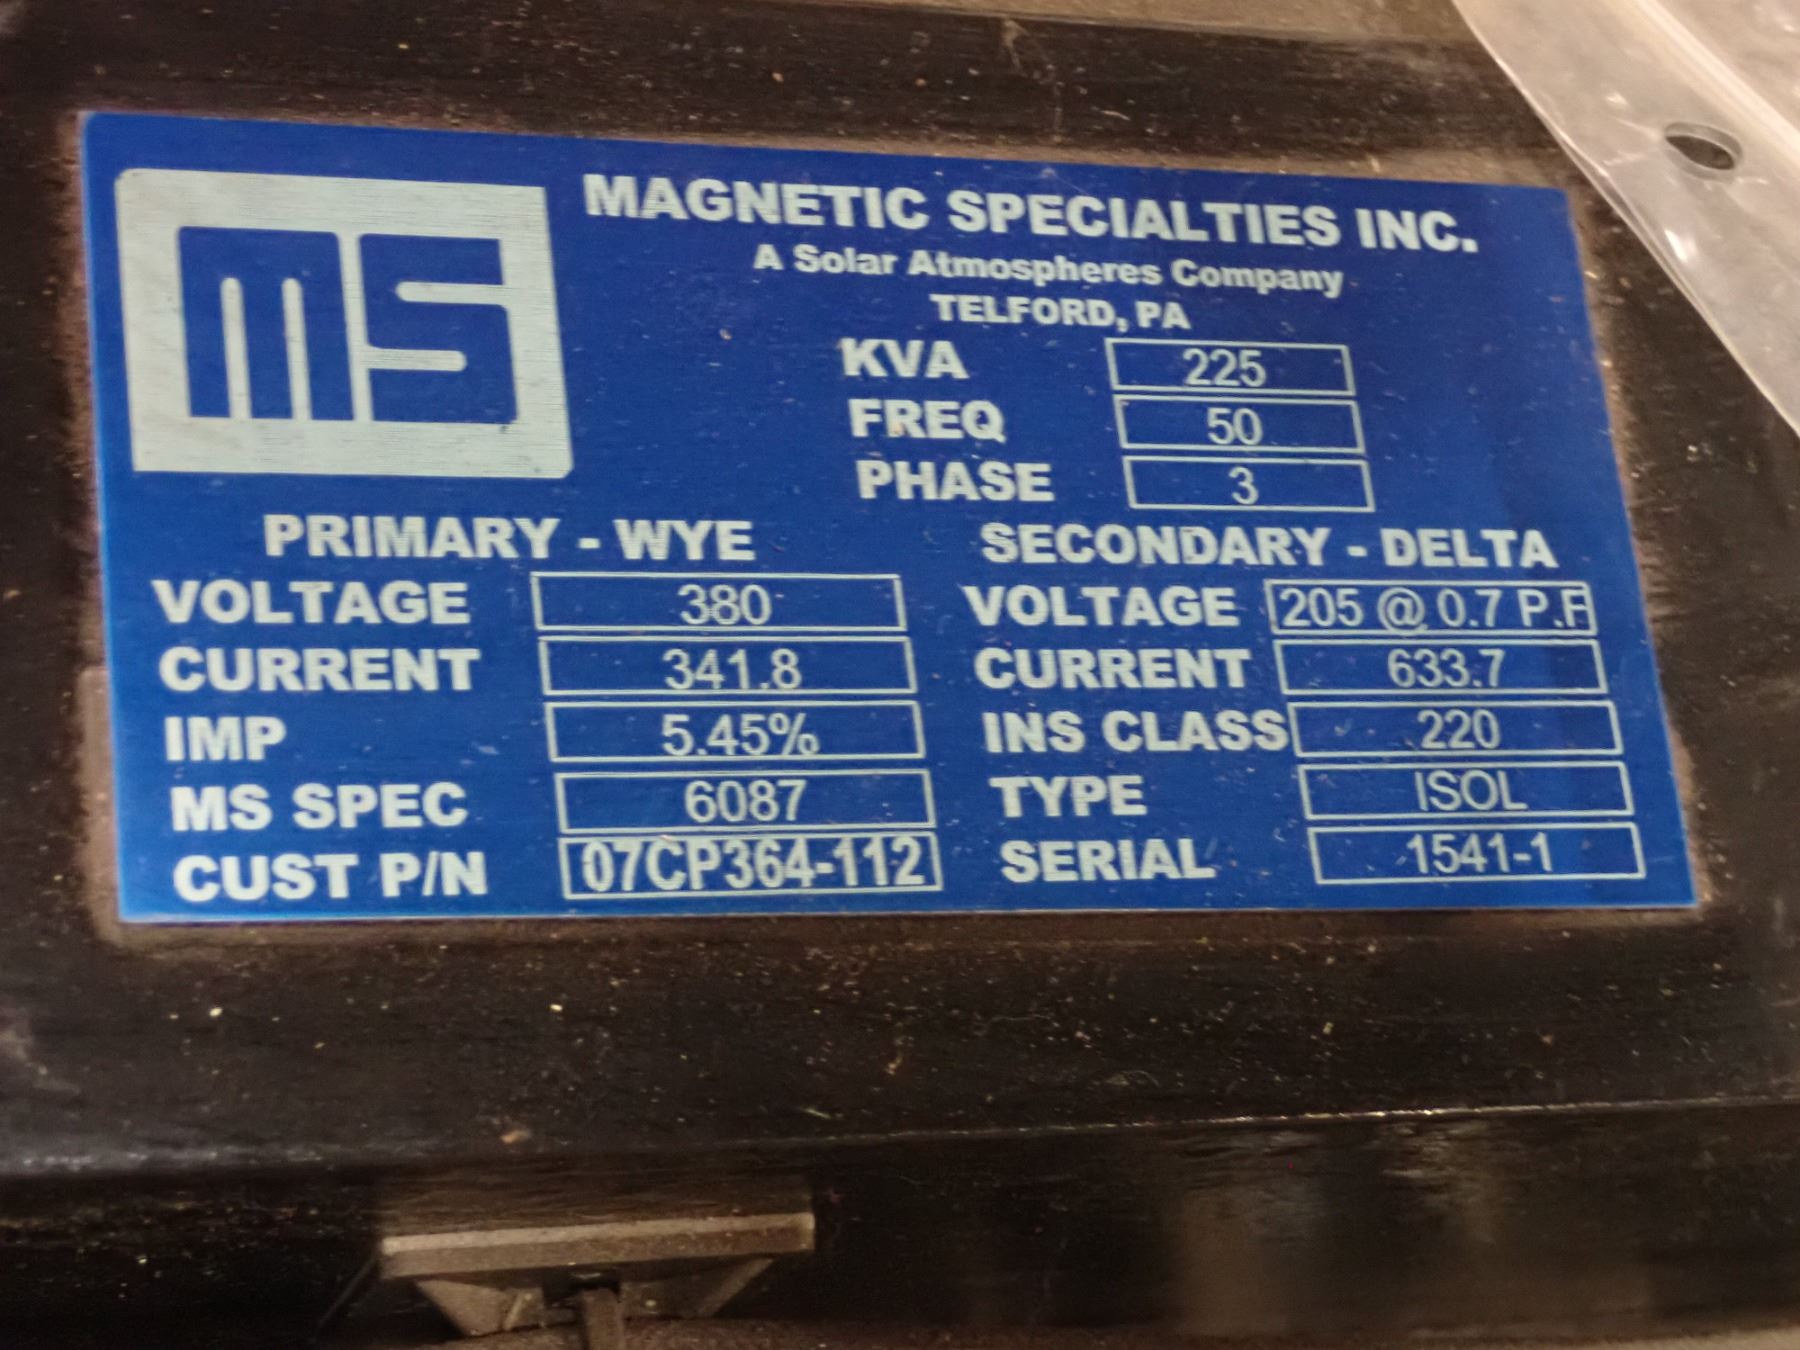 MS
MAGNETIC SPECIALTIES INC.
A Solar Atmospheres Company
TELFORD, PA
KVA 225
FREQ 50
PHASE 3
PRIMARY - WYE
VOLTAGE 380
CURRENT 341.8
IMP 5.45%
MS SPEC 6087
CUST P/N 07CP364-112
SECONDARY - DELTA
VOLTAGE 205 @ 0.7 P.F
CURRENT 633.7
INS CLASS 220
TYPE ISOL
SERIAL 1541-1